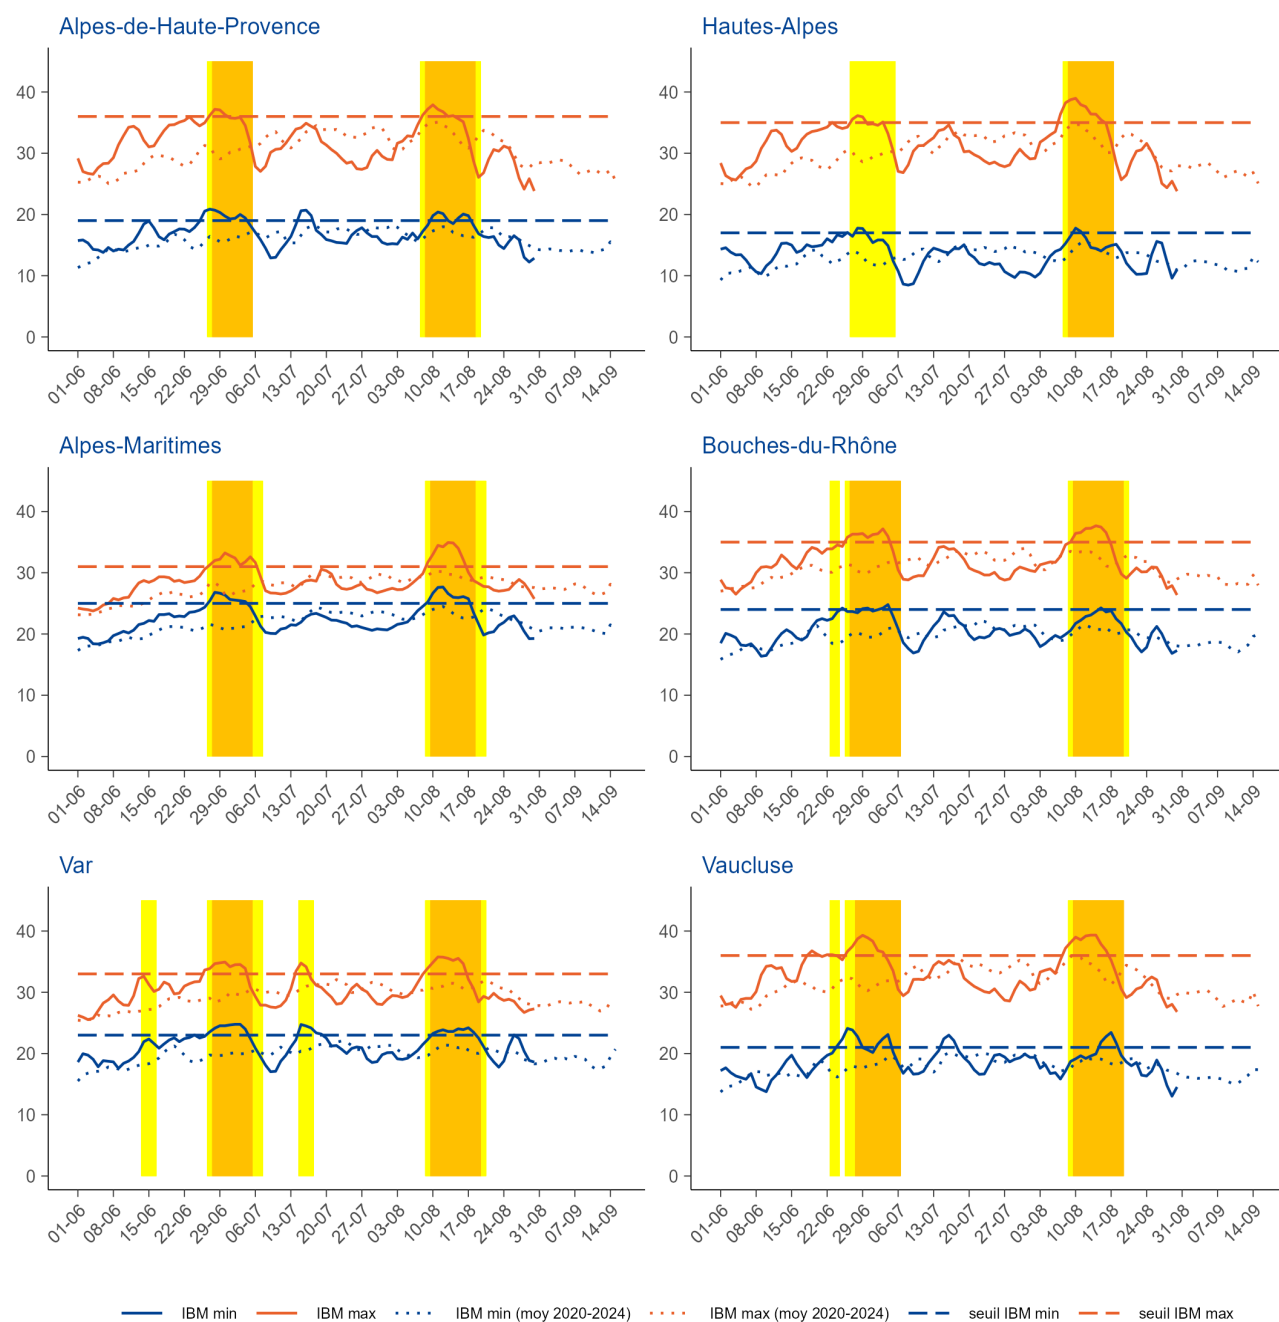 Alpes-de-Haute-Provence
40
30
20
10
0
01-06 08-06 15-06 22-06 29-06 06-07 13-07 20-07 27-07 03-08 10-08 17-08 24-08 31-08 07-09 14-09
Hautes-Alpes
40
30
20
10
0
01-06 08-06 15-06 22-06 29-06 06-07 13-07 20-07 27-07 03-08 10-08 17-08 24-08 31-08 07-09 14-09
Alpes-Maritimes
40
30
20
10
0
01-06 08-06 15-06 22-06 29-06 06-07 13-07 20-07 27-07 03-08 10-08 17-08 24-08 31-08 07-09 14-09
Bouches-du-Rhône
40
30
20
10
0
01-06 08-06 15-06 22-06 29-06 06-07 13-07 20-07 27-07 03-08 10-08 17-08 24-08 31-08 07-09 14-09
Var
40
30
20
10
0
01-06 08-06 15-06 22-06 29-06 06-07 13-07 20-07 27-07 03-08 10-08 17-08 24-08 31-08 07-09 14-09
Vaucluse
40
30
20
10
0
01-06 08-06 15-06 22-06 29-06 06-07 13-07 20-07 27-07 03-08 10-08 17-08 24-08 31-08 07-09 14-09
IBM min IBM max IBM min (moy 2020-2024) IBM max (moy 2020-2024) seuil IBM min seuil IBM max